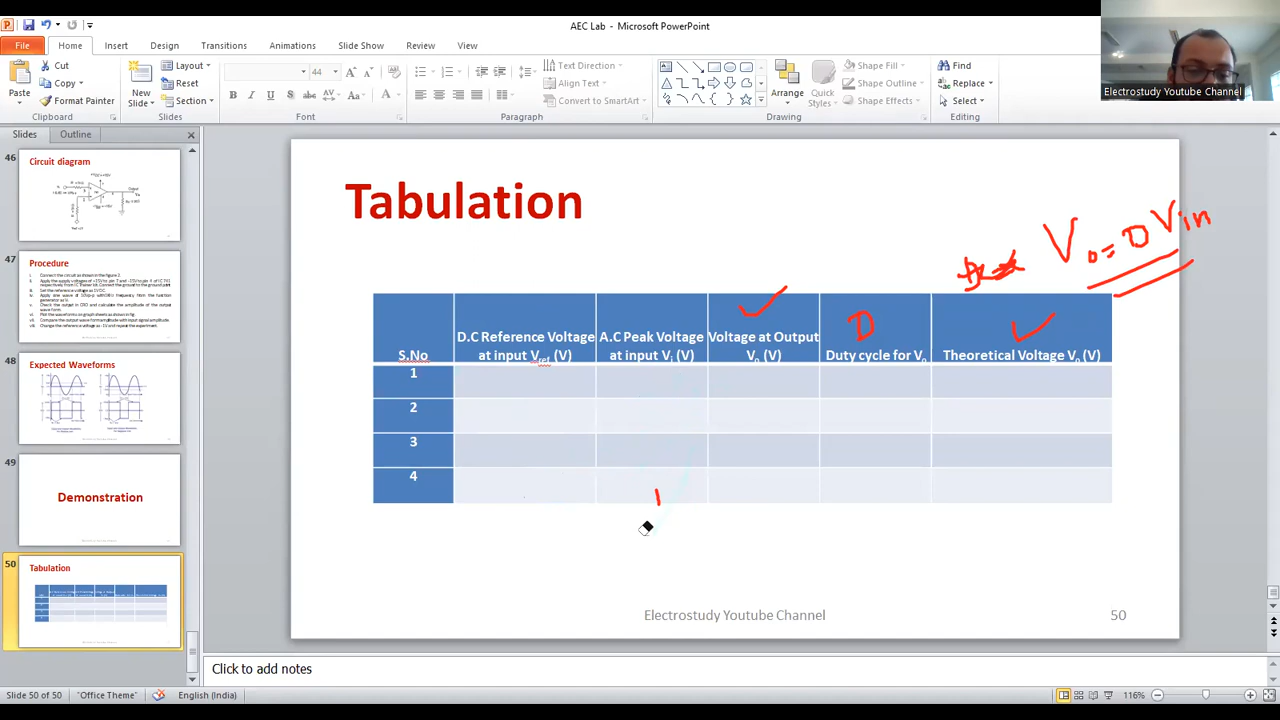 AEC Lab - Microsoft PowerPoint
File Home Insert Design Transitions Animations Slide Show Review View
Paste
Cut
Copy
Format Painter
Clipboard
New Slide
Layout
Reset
Section
Slides
44
Font
Text Direction
Align Text
Convert to SmartArt
Paragraph
Arrange
Quick Styles
Shape Fill
Shape Outline
Shape Effects
Drawing
Find
Replace
Select
Editing
Electrostudy Youtube Channel
Slides Outline
46
Circuit diagram
47
Procedure
48
Expected Waveforms
49
Demonstration
50
Tabulation
Tabulation
V0 = D Vin
D
S.No
D.C Reference Voltage at input Vref (V)
A.C Peak Voltage at input Vi (V)
Voltage at Output Vo (V)
Duty cycle for Vo
Theoretical Voltage Vo (V)
1
2
3
4
Electrostudy Youtube Channel 50
Click to add notes
Slide 50 of 50 "Office Theme" English (India) 116%